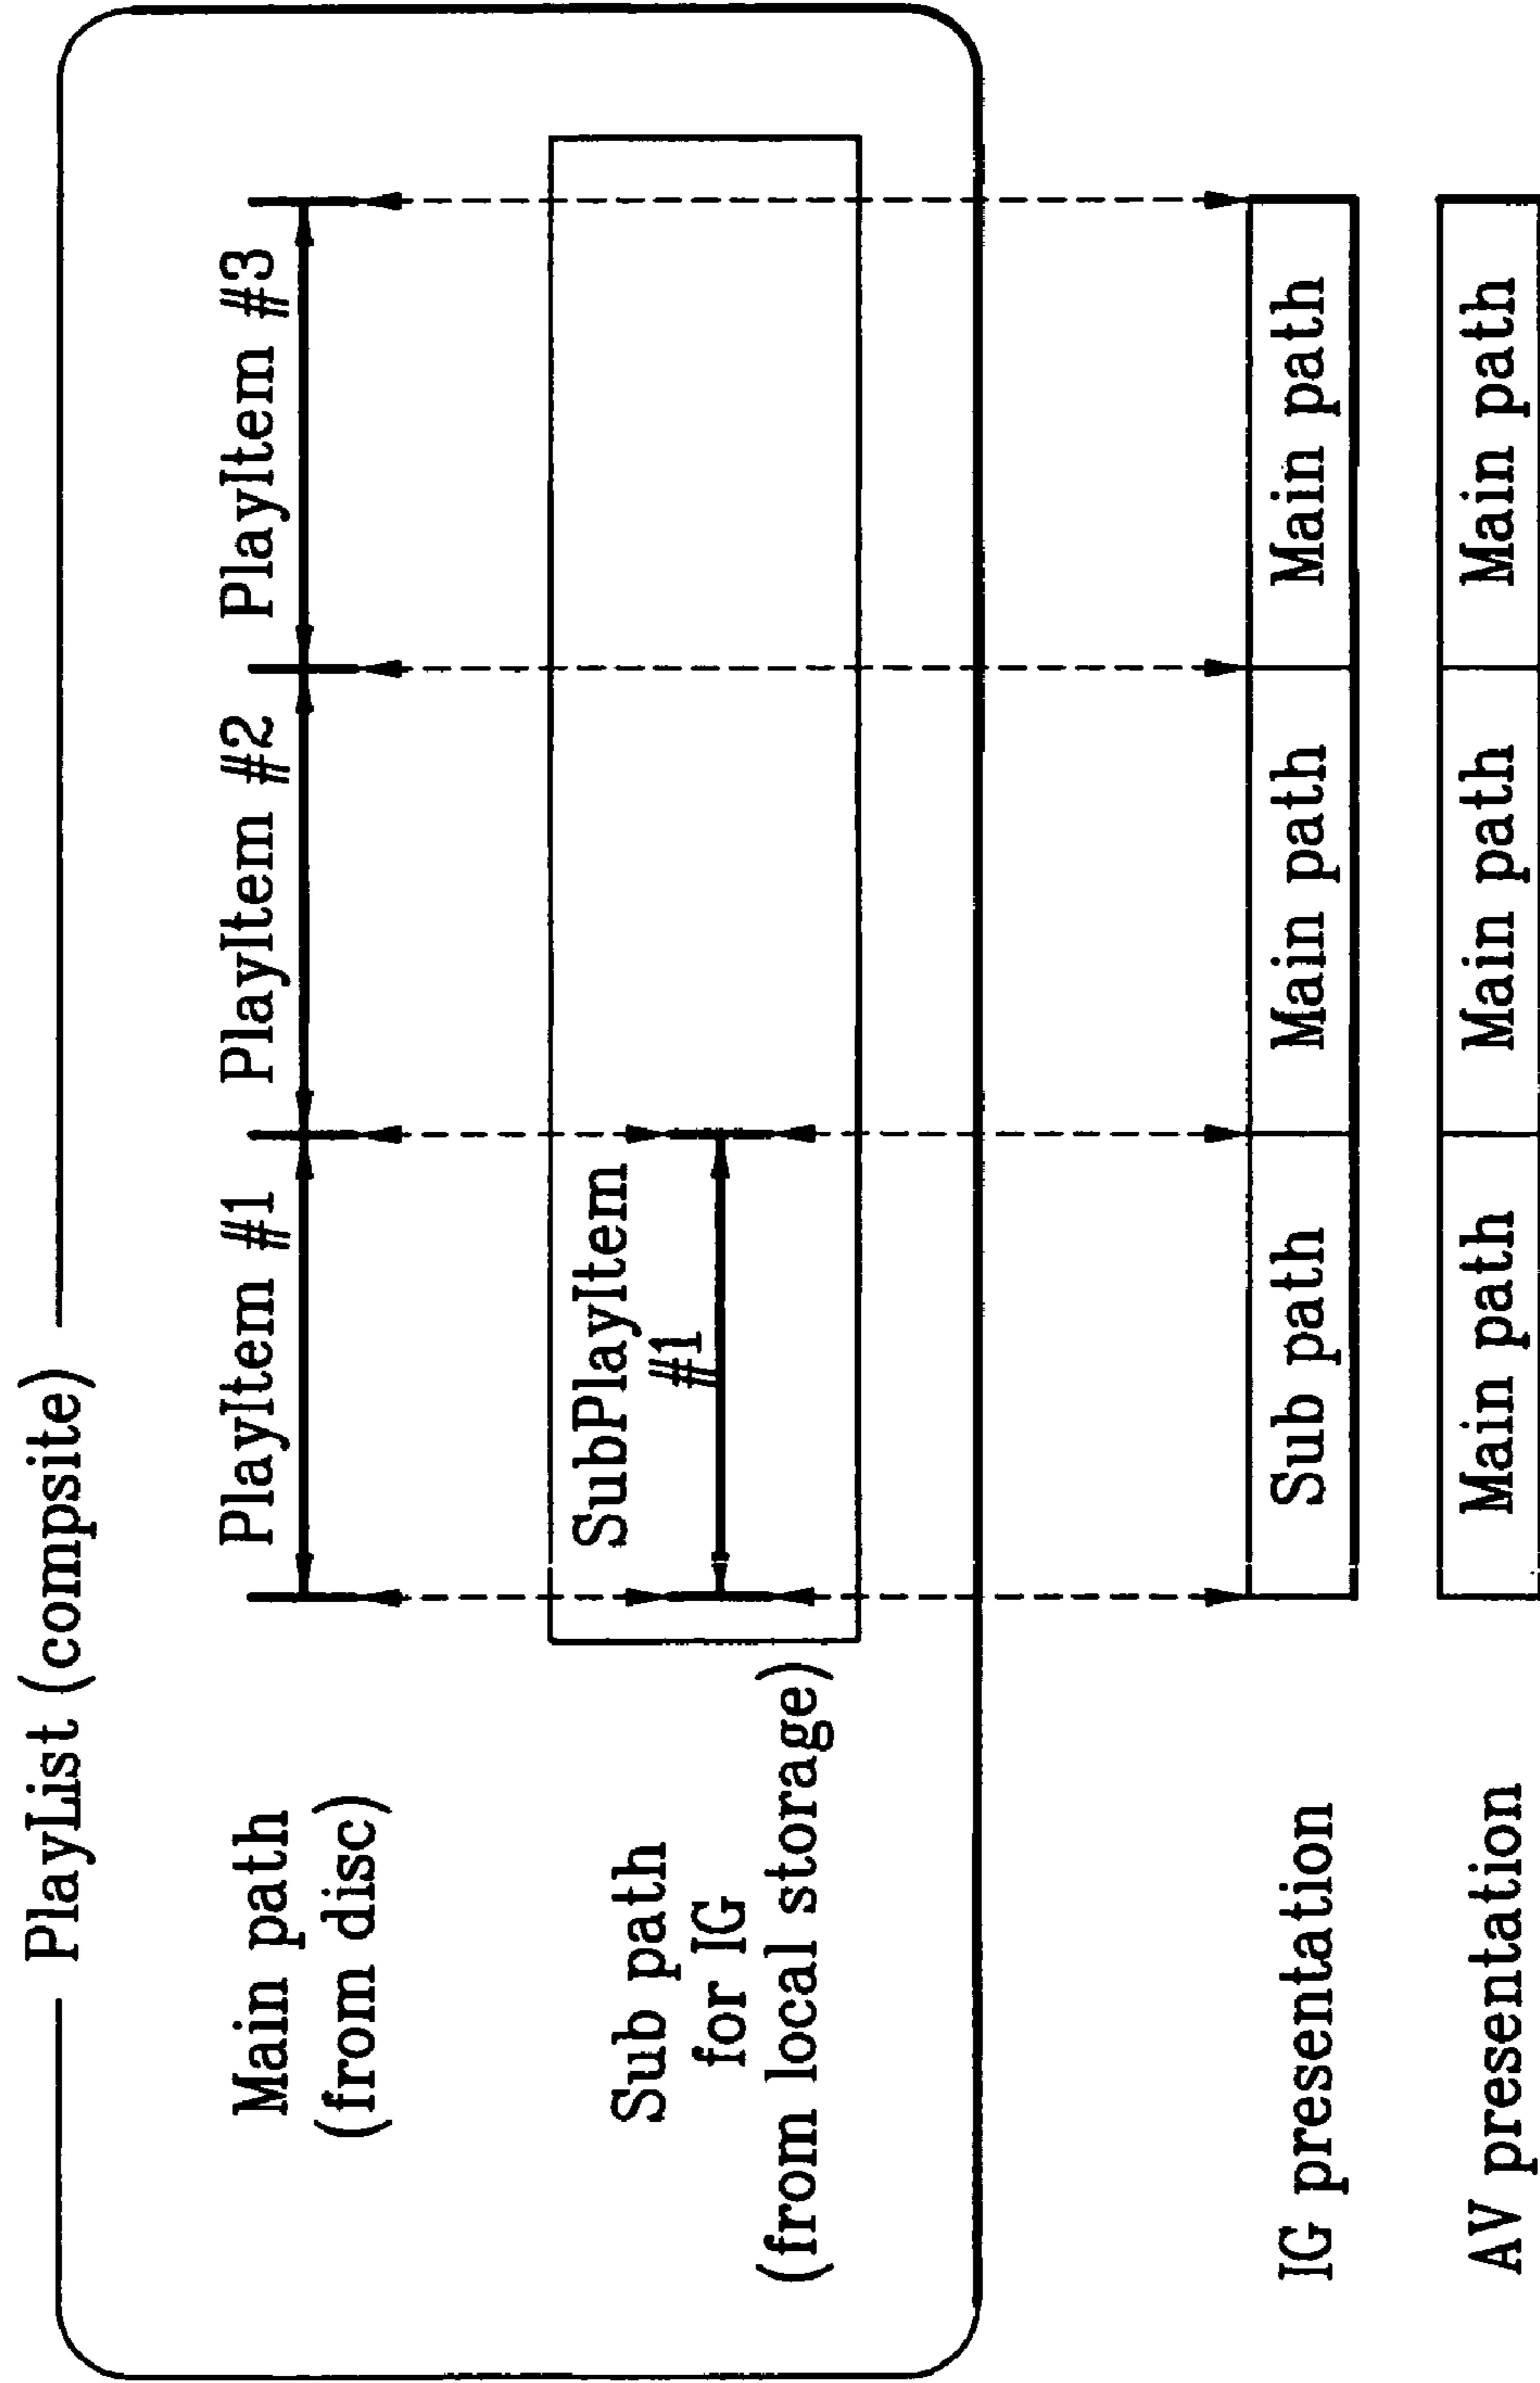 PlayList (compsite)
Main path
(from disc)
PlayItem #1
PlayItem #2
PlayItem #3
Sub path
for IG
(from local storage)
SubPlayItem
#1
IG presentation
Sub path
Main path
Main path
AV presentation
Main path
Main path
Main path